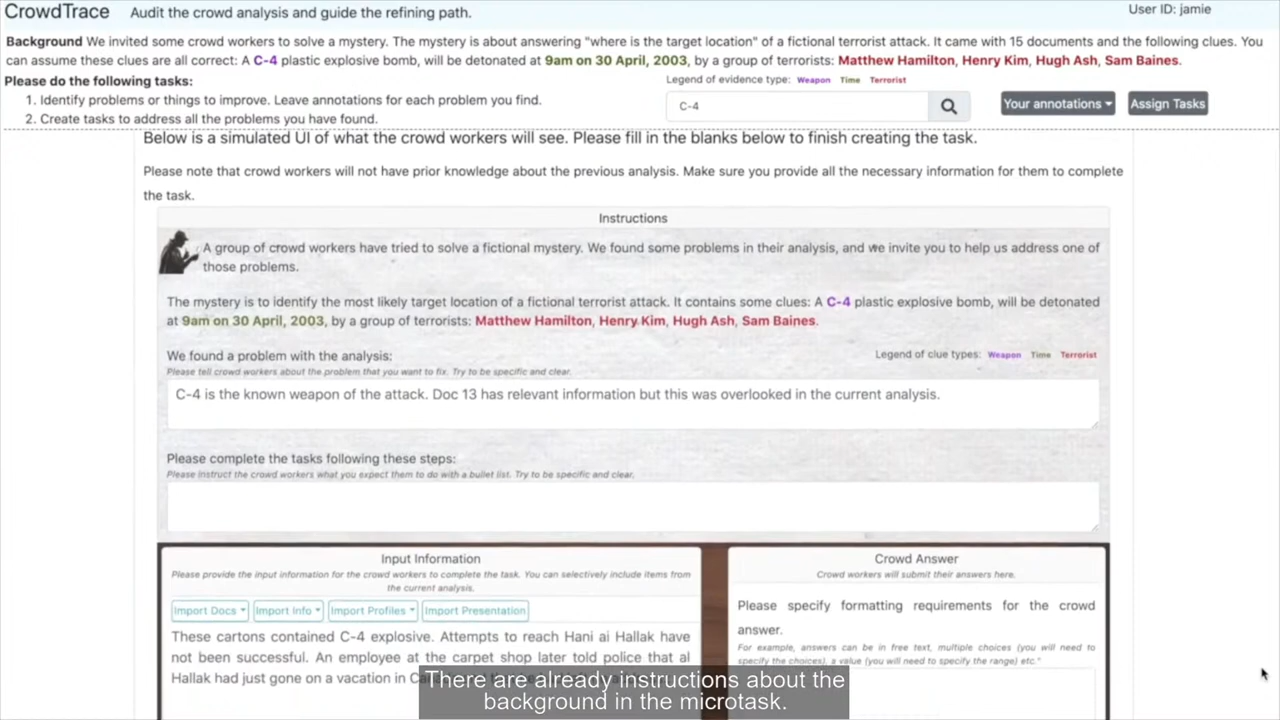 CrowdTrace Audit the crowd analysis and guide the refining path. User ID: jamie
Background We invited some crowd workers to solve a mystery. The mystery is about answering "where is the target location" of a fictional terrorist attack. It came with 15 documents and the following clues. You
can assume these clues are all correct: A C-4 plastic explosive bomb, will be detonated at 9am on 30 April, 2003, by a group of terrorists: Matthew Hamilton, Henry Kim, Hugh Ash, Sam Baines.
Please do the following tasks:
1. Identify problems or things to improve. Leave annotations for each problem you find.
2. Create tasks to address all the problems you have found.
Legend of evidence type: Weapon Time Terrorist
C-4
Your annotations
Assign Tasks
Below is a simulated UI of what the crowd workers will see. Please fill in the blanks below to finish creating the task.
Please note that crowd workers will not have prior knowledge about the previous analysis. Make sure you provide all the necessary information for them to complete
the task.
Instructions
A group of crowd workers have tried to solve a fictional mystery. We found some problems in their analysis, and we invite you to help us address one of
those problems.
The mystery is to identify the most likely target location of a fictional terrorist attack. It contains some clues: A C-4 plastic explosive bomb, will be detonated
at 9am on 30 April, 2003, by a group of terrorists: Matthew Hamilton, Henry Kim, Hugh Ash, Sam Baines.
We found a problem with the analysis:
Legend of clue types: Weapon Time Terrorist
Please tell crowd workers about the problem that you want to fix. Try to be specific and clear.
C-4 is the known weapon of the attack. Doc 13 has relevant information but this was overlooked in the current analysis.
Please complete the tasks following these steps:
Please instruct the crowd workers what you expect them to do with a bullet list. Try to be specific and clear.
Input Information
Please provide the input information for the crowd workers to complete the task. You can selectively include items from
the current analysis.
Import Docs Import Info Import Profiles Import Presentation
These cartons contained C-4 explosive. Attempts to reach Hani ai Hallak have
not been successful. An employee at the carpet shop later told police that al
Hallak had just gone on a vacation in
Crowd Answer
Crowd workers will submit their answers here.
Please specify formatting requirements for the crowd
answer.
For example, answers can be in free text, multiple choices (you will need to
specify the choices), a value (you will need to specify the range) etc."
There are already instructions about the
background in the microtask.